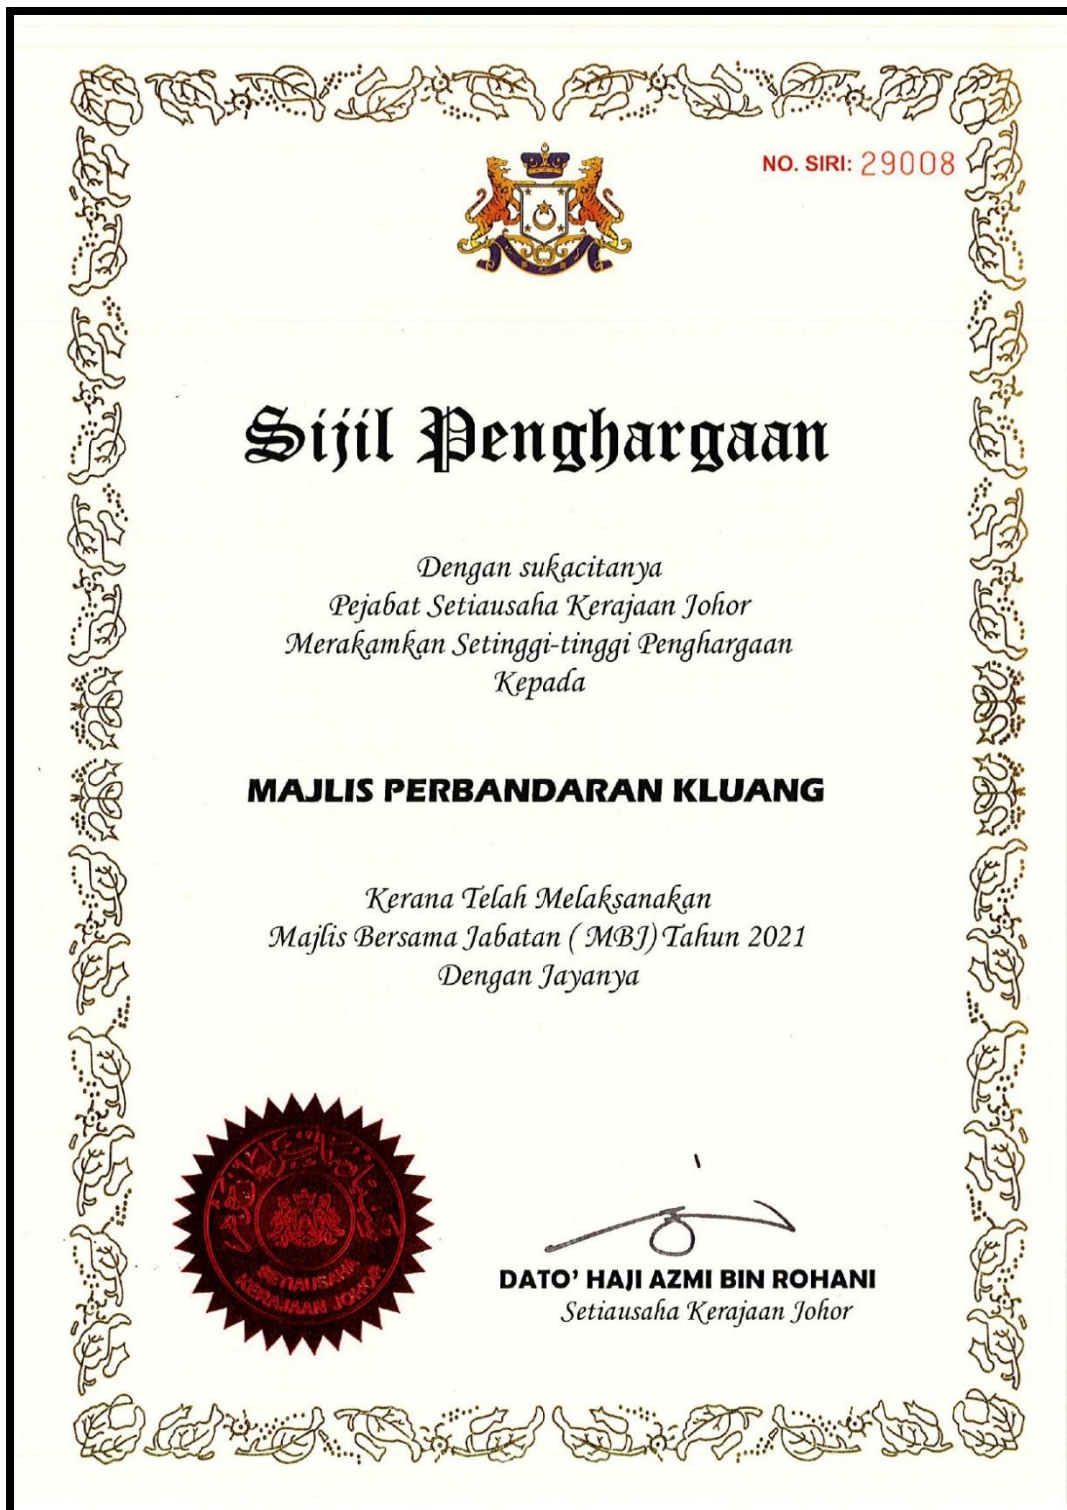 NO. SIRI: 29008
Sijil Penghargaan
Dengan sukacitanya
Pejabat Setiausaha Kerajaan Johor
Merakamkan Setinggi-tinggi Penghargaan
Kepada
MAJLIS PERBANDARAN KLUANG
Kerana Telah Melaksanakan
Majlis Bersama Jabatan ( MBJ) Tahun 2021
Dengan Jayanya
SETIAUSAHA
KERAJAAN JOHOR
DATO' HAJI AZMI BIN ROHANI
Setiausaha Kerajaan Johor